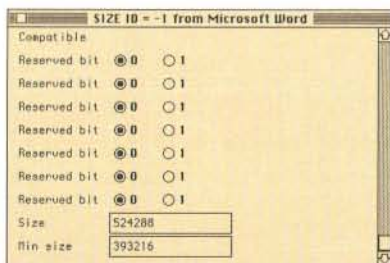 SIZE ID = -1 from Microsoft Word
Compatible
Reserved bit 0 1
Reserved bit 0 1
Reserved bit 0 1
Reserved bit 0 1
Reserved bit 0 1
Reserved bit 0 1
Reserved bit 0 1
Size 524288
Min size 393216